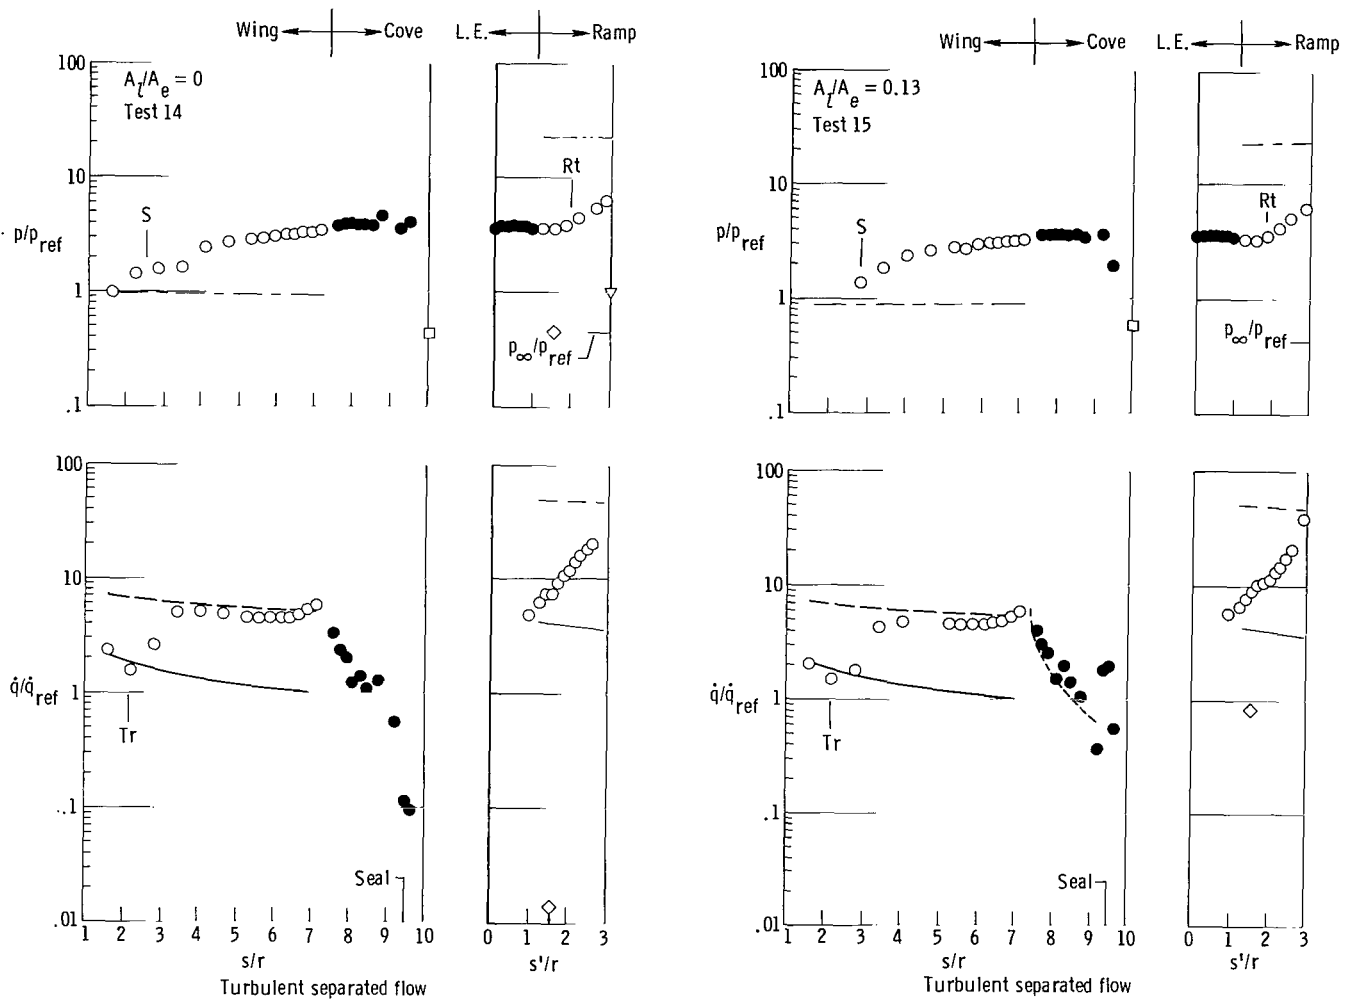 Wing Cove
L.E. Ramp
A_l/A_e = 0
Test 14
100
10
1
.1
p/p_ref
S
Rt
p_∞/p_ref
100
10
1
.1
.01
q̇/q̇_ref
Tr
Seal
1 2 3 4 5 6 7 8 9 10
s/r
0 1 2 3
s'/r
Turbulent separated flow
Wing Cove
L.E. Ramp
A_l/A_e = 0.13
Test 15
100
10
1
.1
p/p_ref
S
Rt
p_∞/p_ref
100
10
1
.1
.01
q̇/q̇_ref
Tr
Seal
1 2 3 4 5 6 7 8 9 10
s/r
0 1 2 3
s'/r
Turbulent separated flow